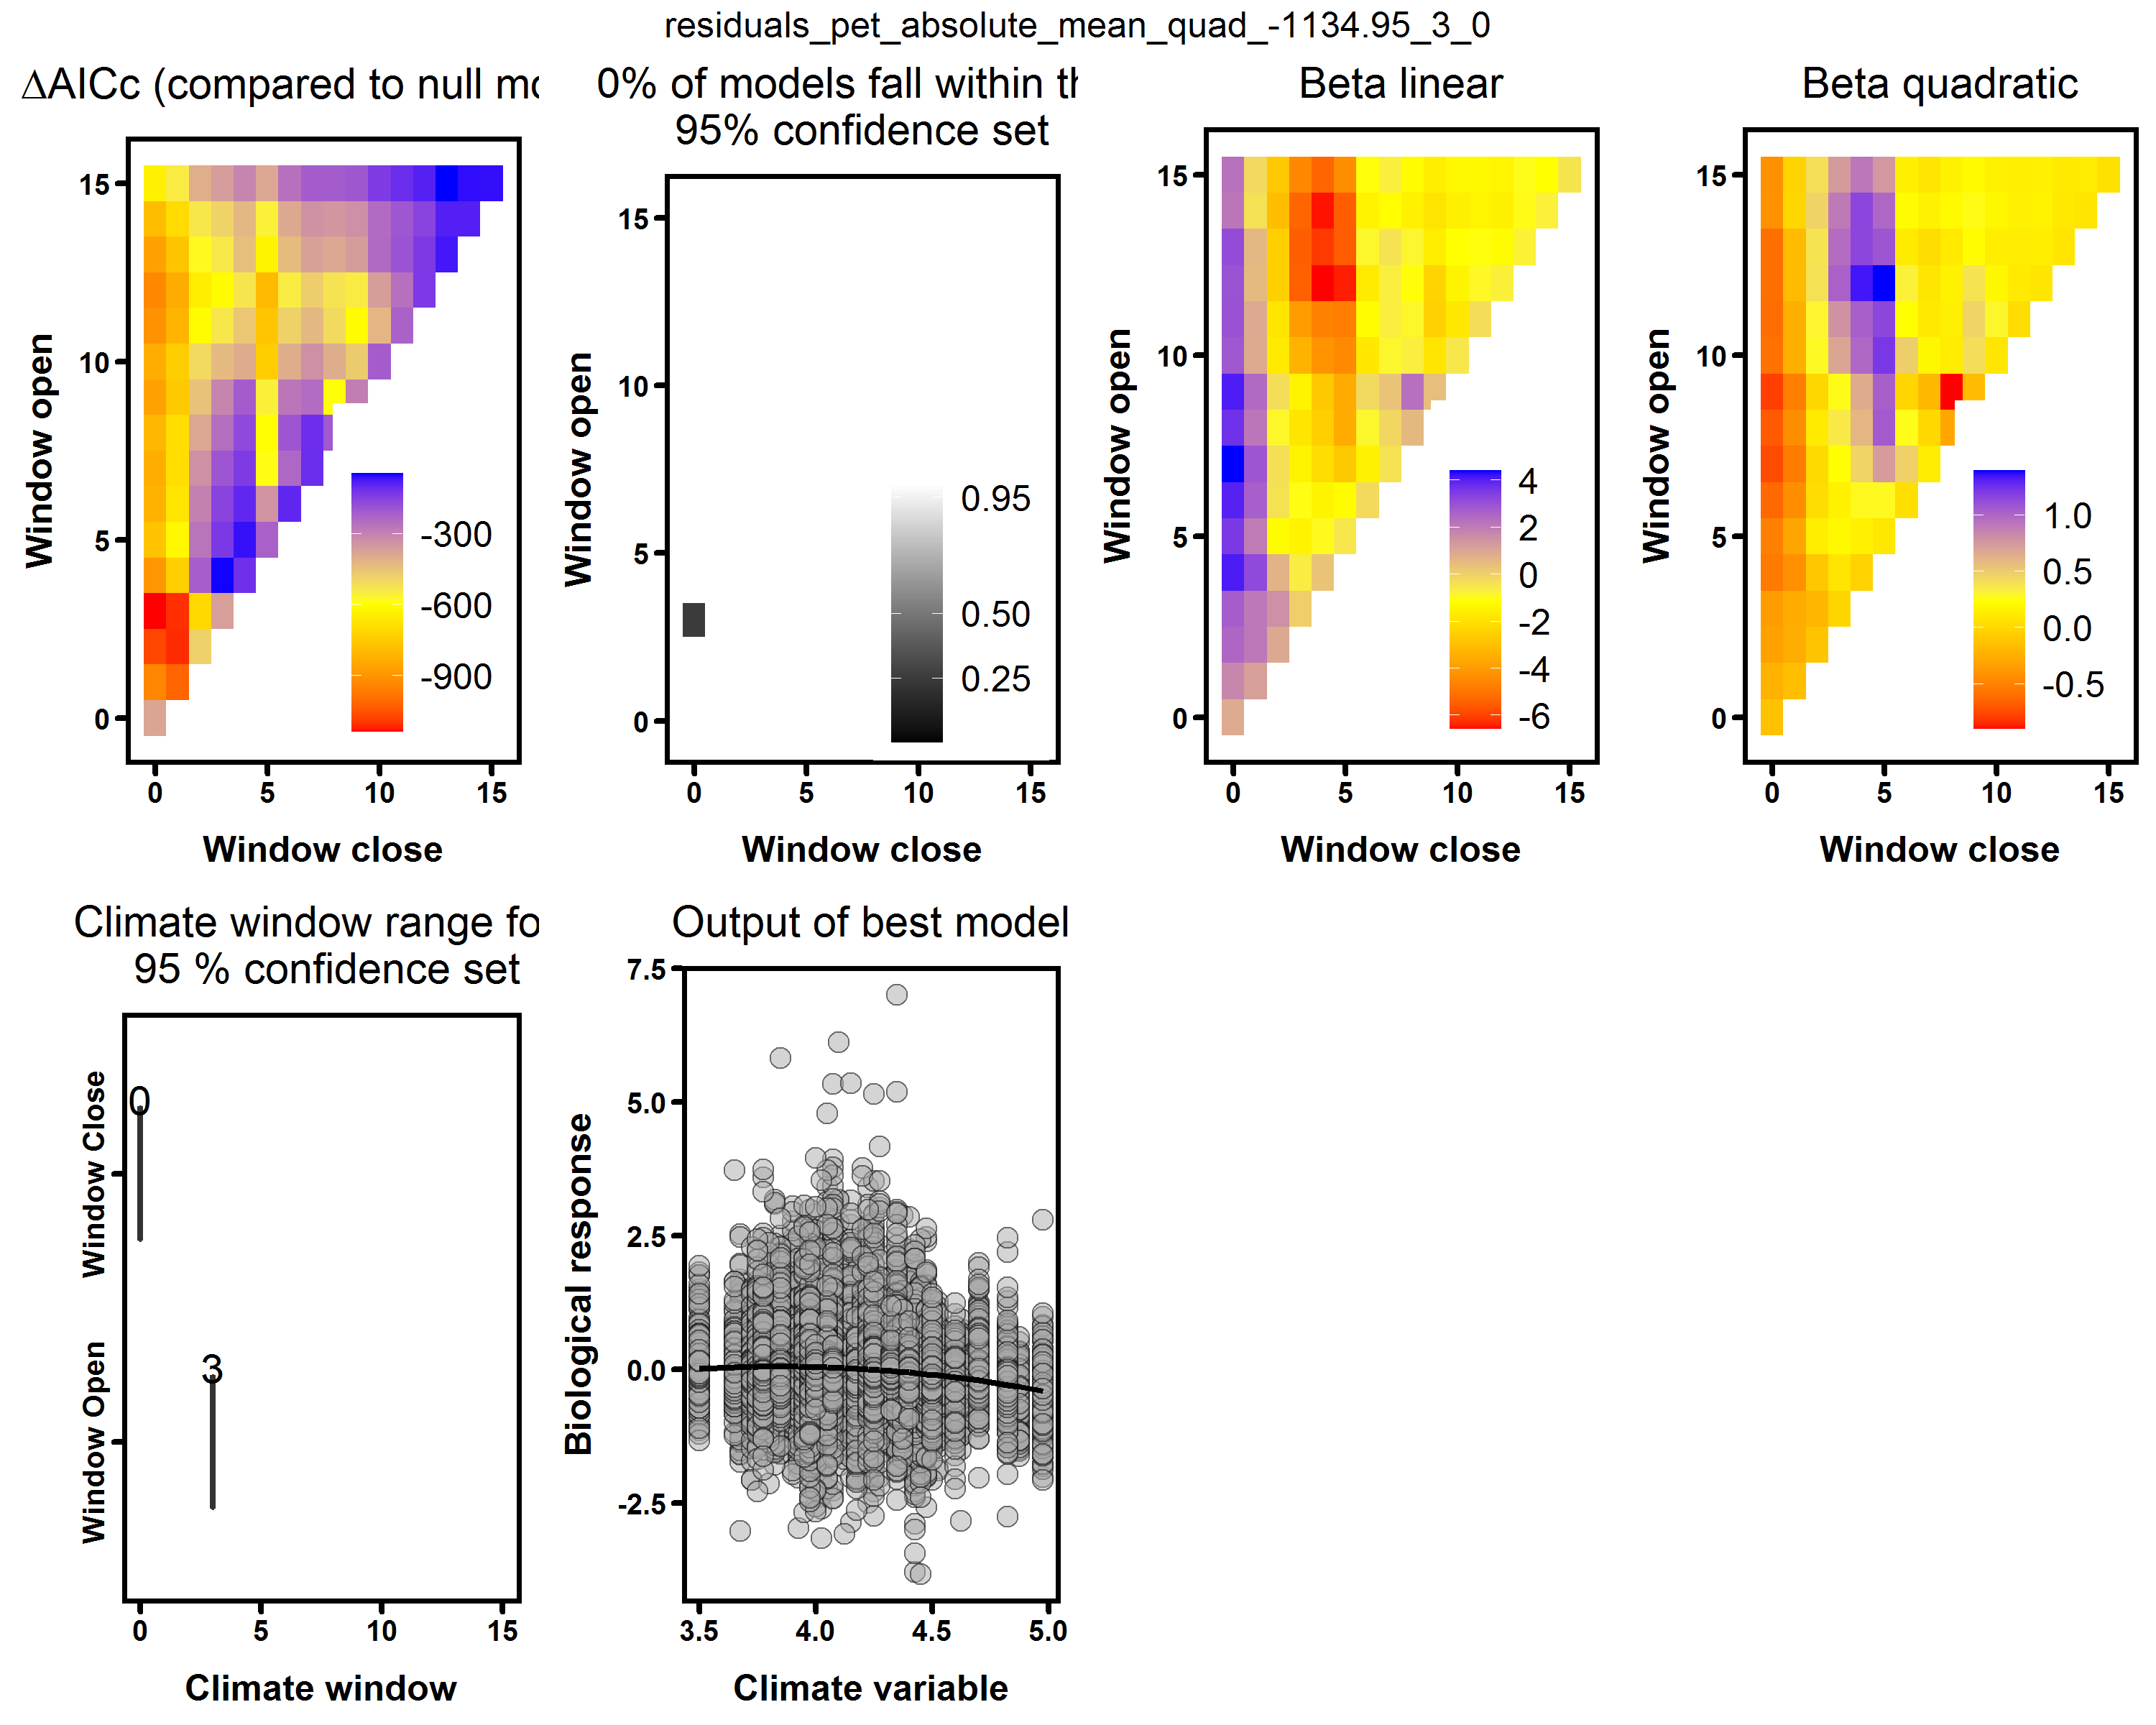 residuals_pet_absolute_mean_quad_-1134.95_3_0
ΔAICc (compared to null mo
Window open
15
10
5
0
-300
-600
-900
0 5 10 15
Window close
0% of models fall within th
95% confidence set
Window open
15
10
5
0
0.95
0.50
0.25
0 5 10 15
Window close
Beta linear
Window open
15
10
5
0
4
2
0
-2
-4
-6
0 5 10 15
Window close
Beta quadratic
Window open
15
10
5
0
1.0
0.5
0.0
-0.5
0 5 10 15
Window close
Climate window range fo
95 % confidence set
Window Close
Window Open
0
3
0 5 10 15
Climate window
Output of best model
Biological response
7.5
5.0
2.5
0.0
-2.5
3.5 4.0 4.5 5.0
Climate variable